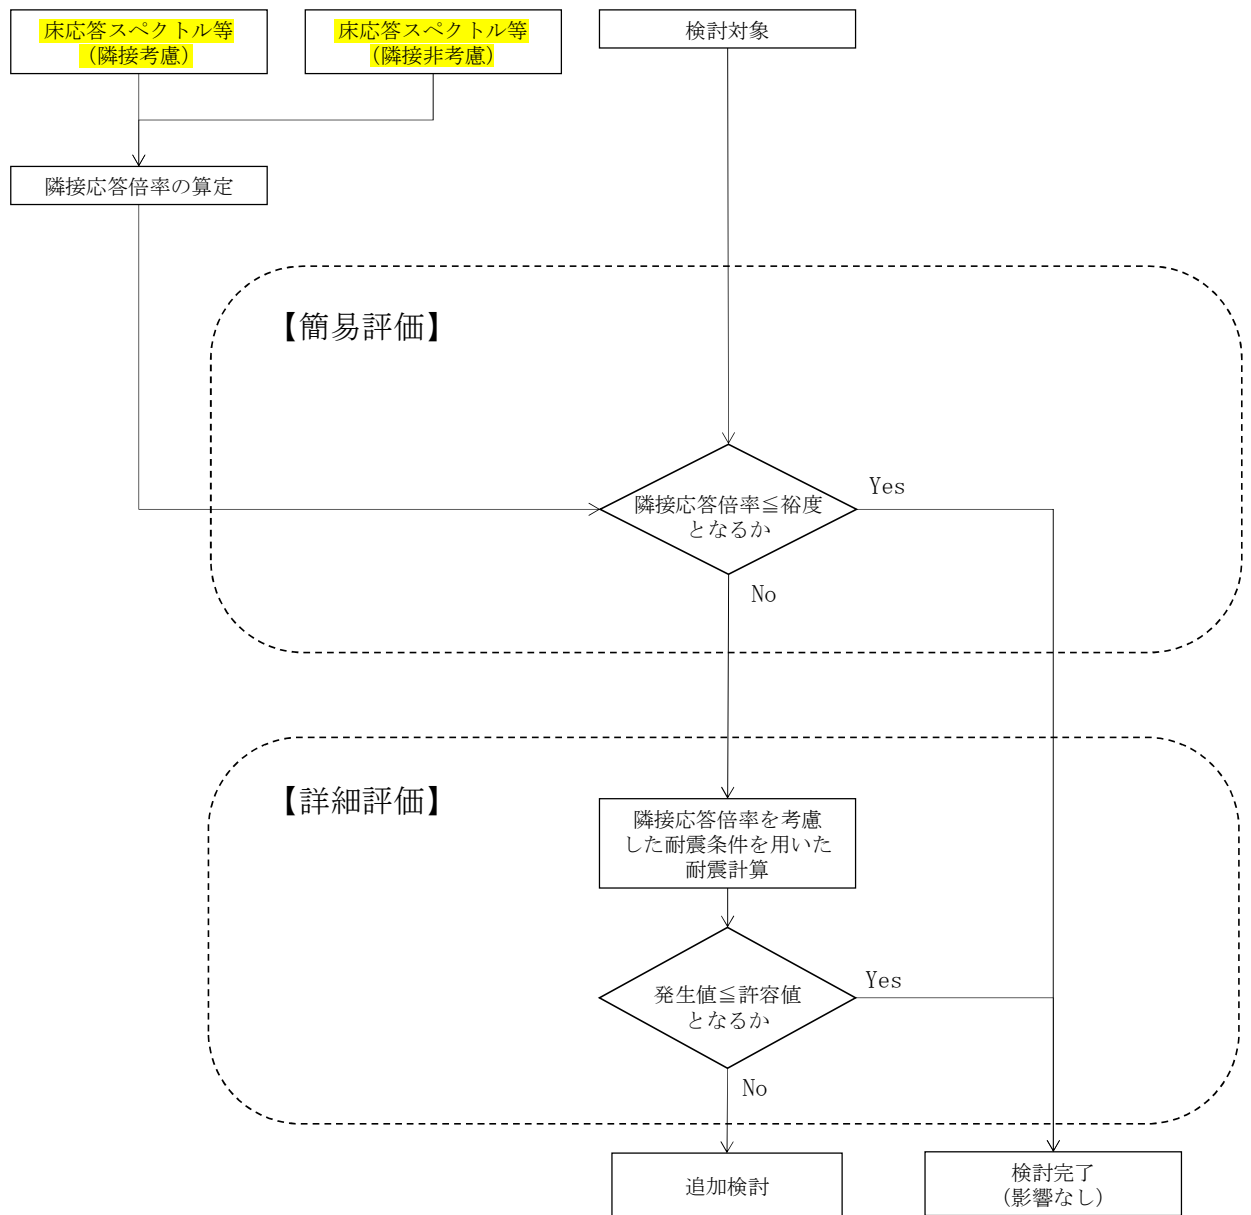 床応答スペクトル等
（隣接考慮）
床応答スペクトル等
（隣接非考慮）
検討対象
隣接応答倍率の算定
【簡易評価】
隣接応答倍率≦裕度
となるか
Yes
No
【詳細評価】
隣接応答倍率を考慮
した耐震条件を用いた
耐震計算
発生値≦許容値
となるか
Yes
No
追加検討
検討完了
（影響なし）